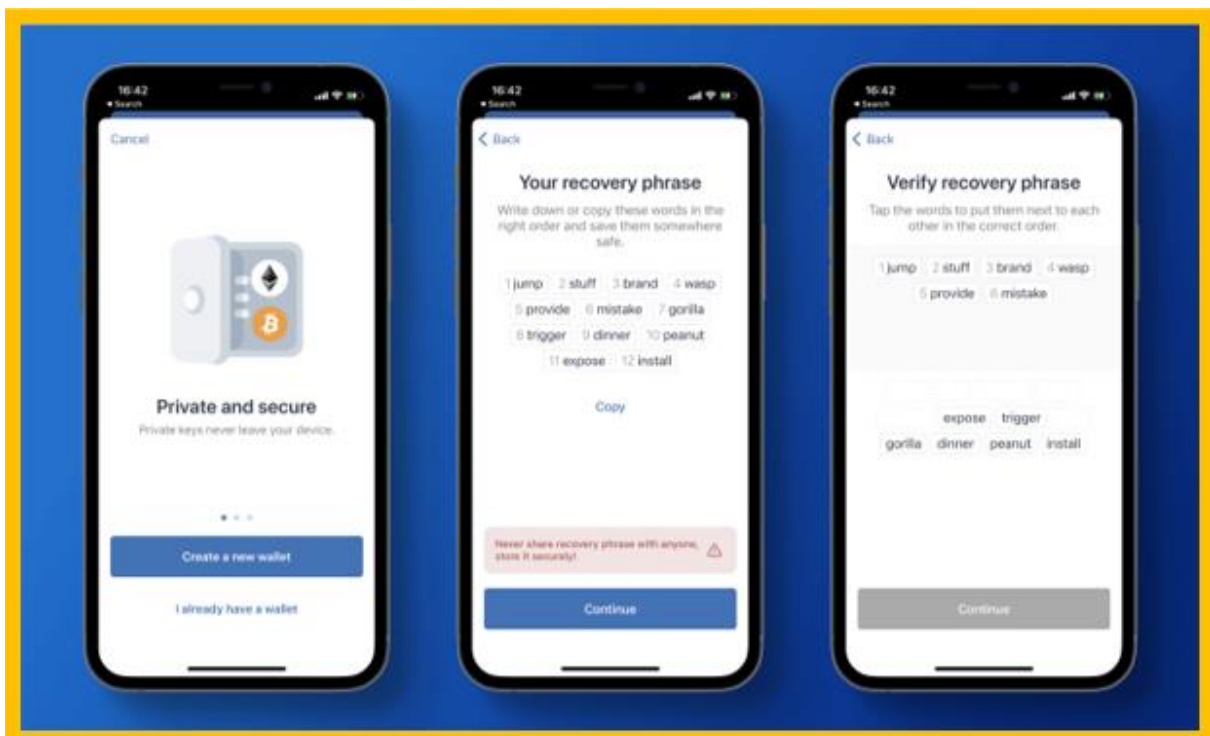 16:42
Search
Cancel
Private and secure
Private keys never leave your device.
Create a new wallet
I already have a wallet
16:42
Search
Back
Your recovery phrase
Write down or copy these words in the
right order and save them somewhere
safe.
1 jump 2 stuff 3 brand 4 wasp
5 provide 6 mistake 7 gorilla
8 trigger 9 dinner 10 peanut
11 expose 12 install
Copy
Never share recovery phrase with anyone,
store it securely!
Continue
16:42
Search
Back
Verify recovery phrase
Tap the words to put them next to each
other in the correct order.
1 jump 2 stuff 3 brand 4 wasp
5 provide 6 mistake
expose trigger
gorilla dinner peanut install
Continue